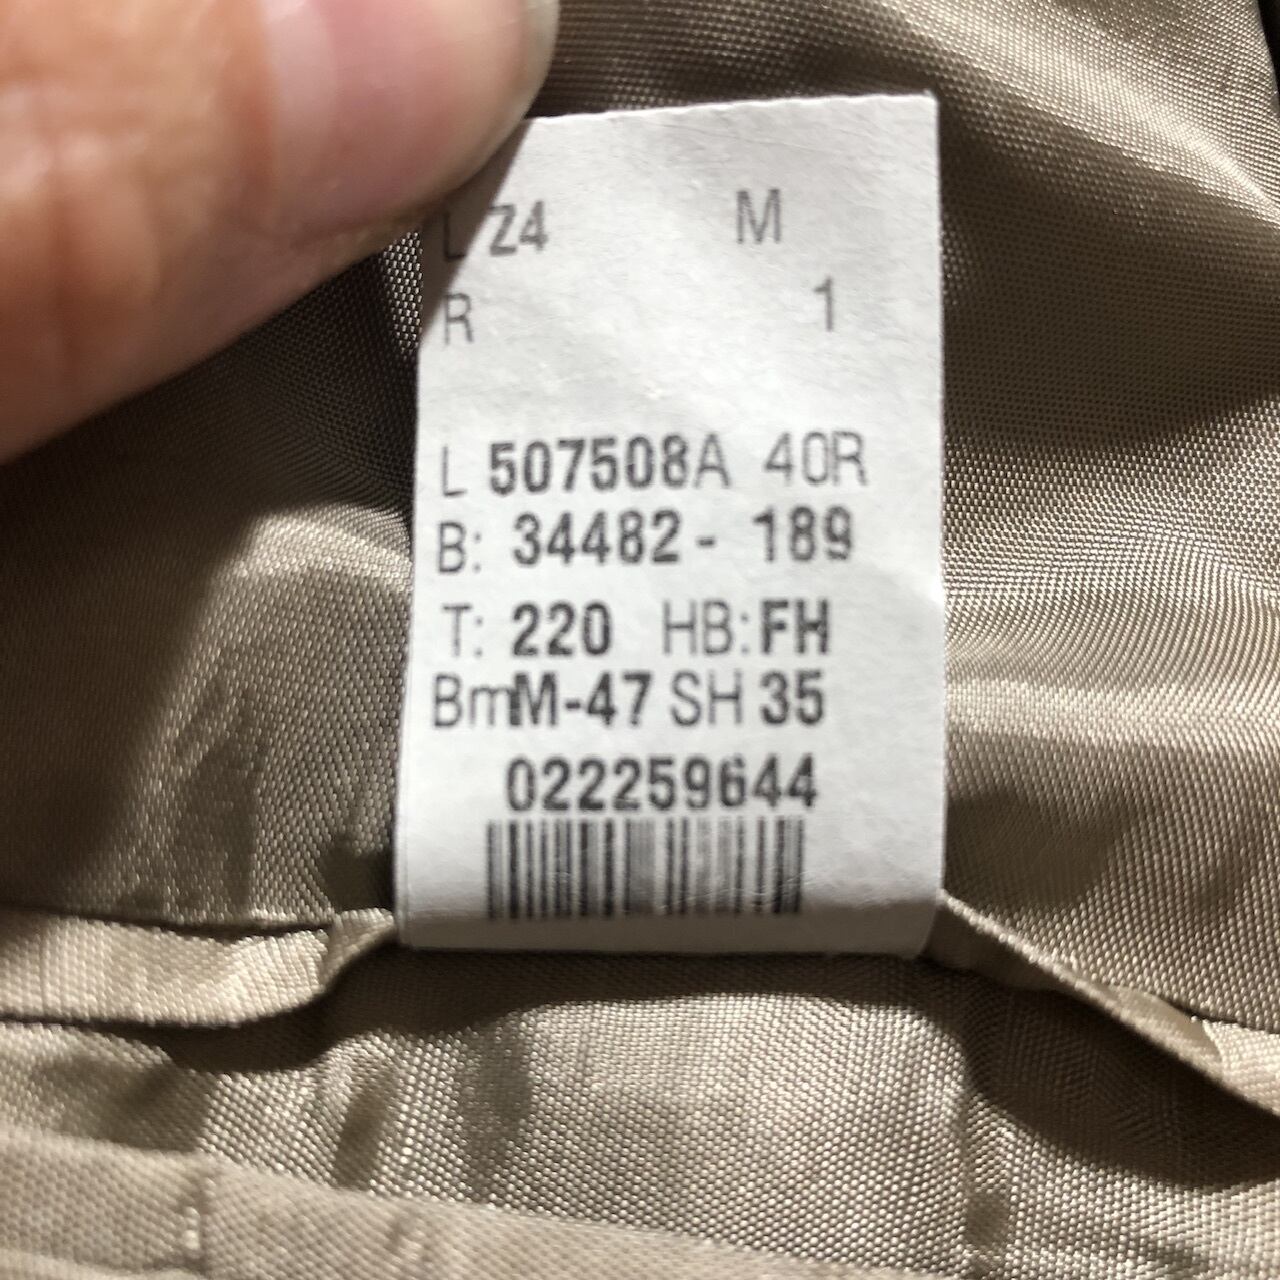 L Z4 M
R 1
L 507508A 40R
B: 34482 - 189
T: 220 HB: FH
BmM-47 SH 35
022259644